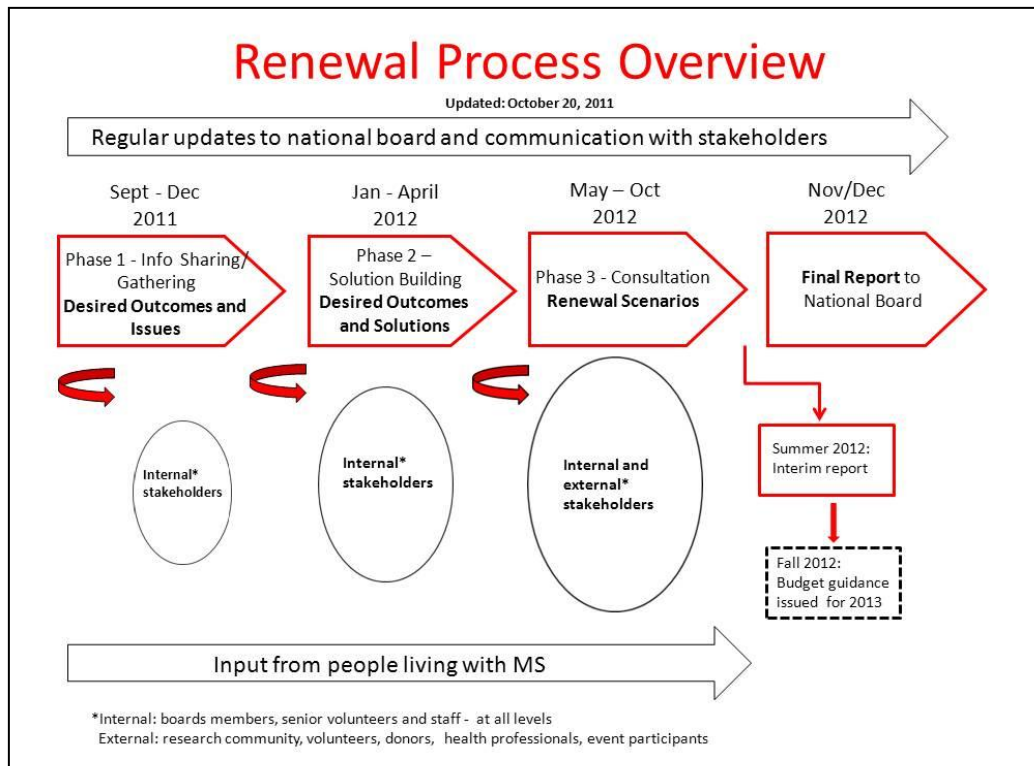 Renewal Process Overview
Updated: October 20, 2011
Regular updates to national board and communication with stakeholders
Sept - Dec
2011
Jan - April
2012
May – Oct
2012
Nov/Dec
2012
Phase 1 - Info Sharing/
Gathering
Desired Outcomes and
Issues
Phase 2 –
Solution Building
Desired Outcomes
and Solutions
Phase 3 - Consultation
Renewal Scenarios
Final Report to
National Board
Internal*
stakeholders
Internal*
stakeholders
Internal and
external*
stakeholders
Summer 2012:
Interim report
Fall 2012:
Budget guidance
issued for 2013
Input from people living with MS
*Internal: boards members, senior volunteers and staff - at all levels
External: research community, volunteers, donors, health professionals, event participants